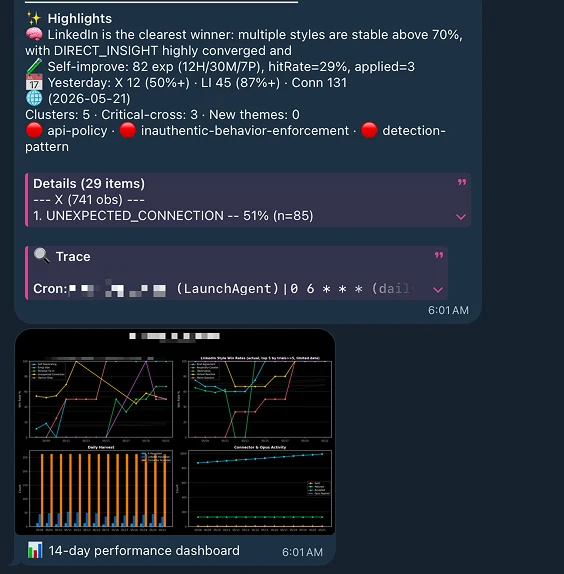 ✨ Highlights
🧠 LinkedIn is the clearest winner: multiple styles are stable above 70%,
with DIRECT_INSIGHT highly converged and
🧪 Self-improve: 82 exp (12H/30M/7P), hitRate=29%, applied=3
📅 Yesterday: X 12 (50%+) · LI 45 (87%+) · Conn 131
🌐 (2026-05-21)
Clusters: 5 · Critical-cross: 3 · New themes: 0
🔴 api-policy · 🔴 inauthentic-behavior-enforcement · 🔴 detection-
pattern
Details (29 items)
--- X (741 obs) ---
1. UNEXPECTED_CONNECTION -- 51% (n=85)
🔍 Trace
Cron: (LaunchAgent)|0 6 * * * (dail
6:01 AM
LinkedIn Style Win Rates (actual, top 5 by trials>=5, limited data)
Daily Harvest
Connector & Opus Activity
📊 14-day performance dashboard
6:01 AM